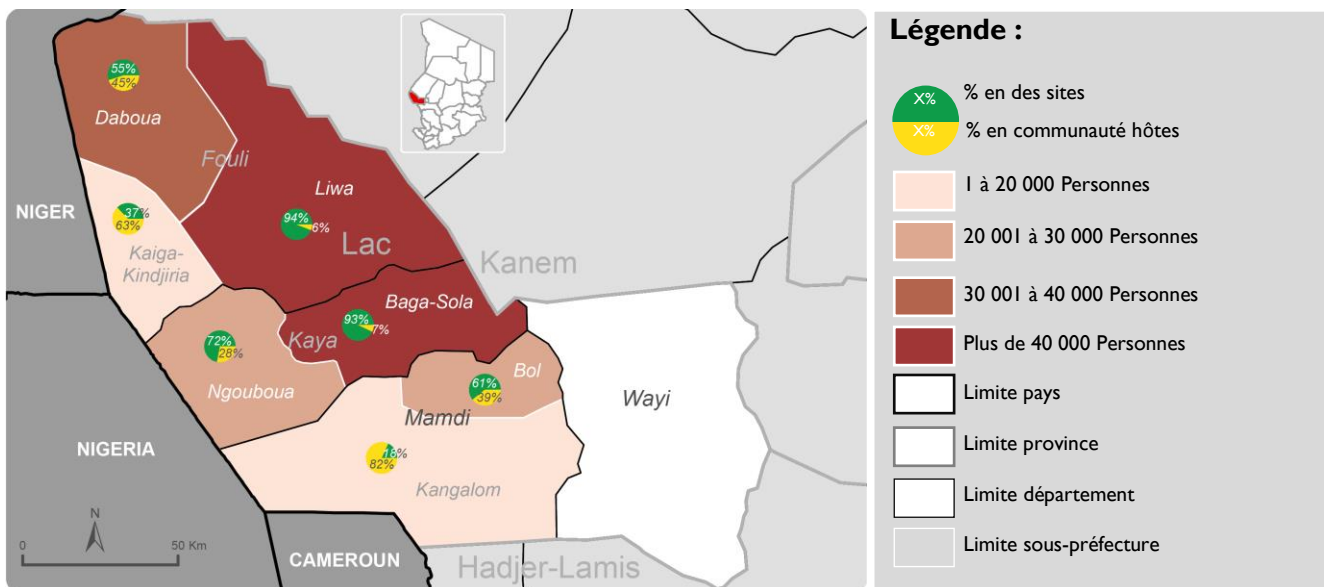 55%
45%
Daboua
Fouli
Liwa
NIGER
37%
63%
94%
6%
Lac
Kaiga-
Kindjiria
Kanem
Baga-Sola
93%
7%
Kaya
72%
28%
Ngouboua
Bol
61%
39%
Wayi
Mamdi
NIGERIA
18%
82%
Kangalom
N
0
50 Km
CAMEROUN
Hadjer-Lamis
Légende :
X%
% en des sites
X%
% en communauté hôtes
1 à 20 000 Personnes
20 001 à 30 000 Personnes
30 001 à 40 000 Personnes
Plus de 40 000 Personnes
Limite pays
Limite province
Limite département
Limite sous-préfecture